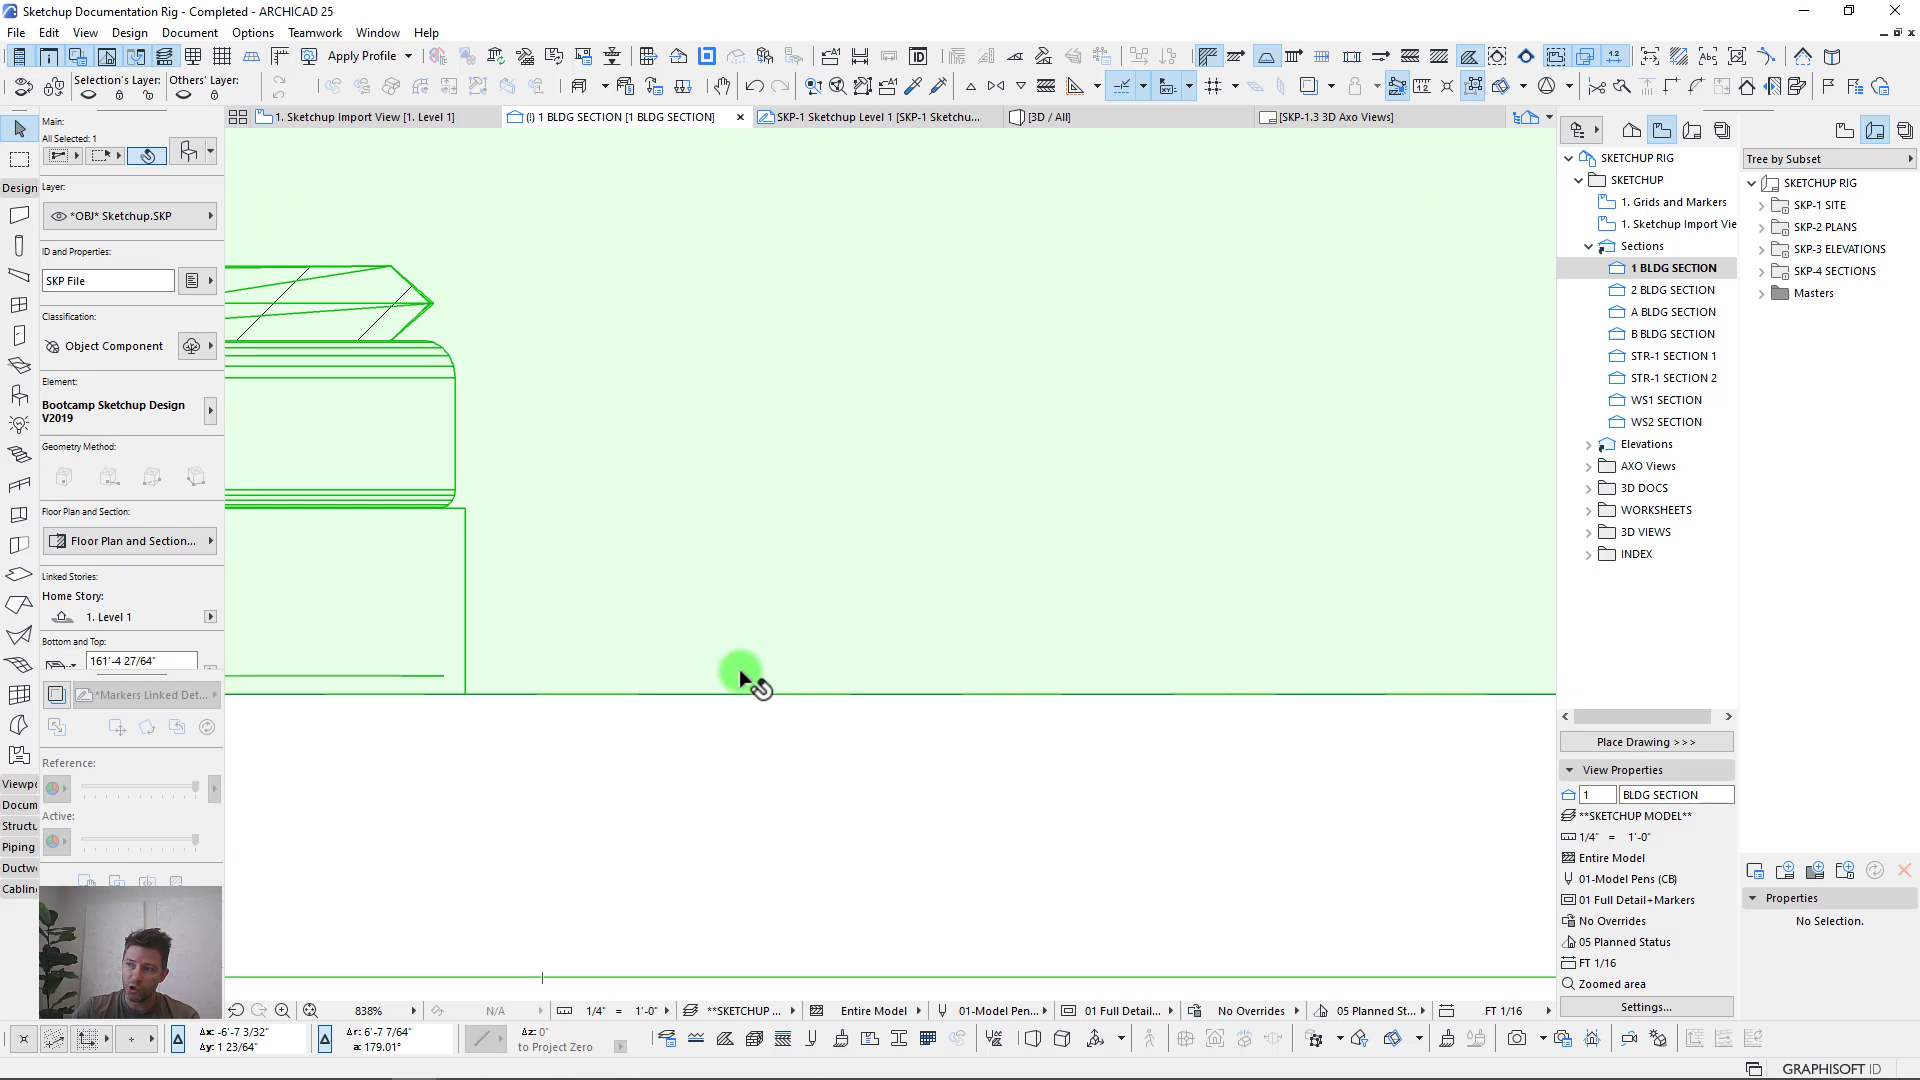 Sketchup Documentation Rig - Completed - ARCHICAD 25
File Edit View Design Document Options Teamwork Window Help
Apply Profile
Selection's Layer: Others' Layer:
1. Sketchup Import View [1. Level 1]
(!) 1 BLDG SECTION [1 BLDG SECTION]
SKP-1 Sketchup Level 1 [SKP-1 Sketchu...
[3D / All]
[SKP-1.3 3D Axo Views]
Main:
All Selected: 1
Design
Layer:
*OBJ* Sketchup.SKP
ID and Properties:
SKP File
Classification:
Object Component
Element:
Bootcamp Sketchup Design
V2019
Geometry Method:
Floor Plan and Section:
Floor Plan and Section...
Linked Stories:
Home Story:
1. Level 1
Bottom and Top:
161'-4 27/64"
*Markers Linked Det...
Reference:
Active:
Viewpo
Docum
Structu
Piping
Ductw
Cablin
SKETCHUP RIG
SKETCHUP
1. Grids and Markers
1. Sketchup Import Vie
Sections
1 BLDG SECTION
2 BLDG SECTION
A BLDG SECTION
B BLDG SECTION
STR-1 SECTION 1
STR-1 SECTION 2
WS1 SECTION
WS2 SECTION
Elevations
AXO Views
3D DOCS
WORKSHEETS
3D VIEWS
INDEX
Place Drawing >>>
View Properties
1 BLDG SECTION
**SKETCHUP MODEL**
1/4" = 1'-0"
Entire Model
01-Model Pens (CB)
01 Full Detail+Markers
No Overrides
05 Planned Status
FT 1/16
Zoomed area
Settings...
Tree by Subset
SKETCHUP RIG
SKP-1 SITE
SKP-2 PLANS
SKP-3 ELEVATIONS
SKP-4 SECTIONS
Masters
Properties
No Selection.
838% N/A 1/4" = 1'-0" **SKETCHUP ... Entire Model 01-Model Pen... 01 Full Detail... No Overrides 05 Planned St... FT 1/16
Δx: -6'-7 3/32" Δr: 6'-7 7/64" Δz: 0"
Δy: 1 23/64" a: 179.01° to Project Zero
GRAPHISOFT ID